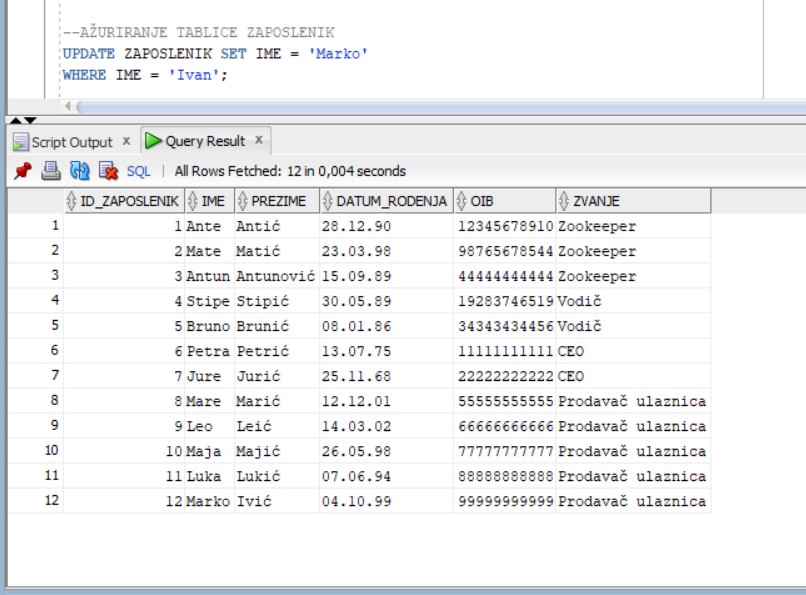 --AŽURIRANJE TABLICE ZAPOSLENIK
UPDATE ZAPOSLENIK SET IME = 'Marko'
WHERE IME = 'Ivan';
Script Output x Query Result x
SQL | All Rows Fetched: 12 in 0,004 seconds
ID_ZAPOSLENIK IME PREZIME DATUM_RODENJA OIB ZVANJE
1 1 Ante Antić 28.12.90 12345678910 Zookeeper
2 2 Mate Matić 23.03.98 98765678544 Zookeeper
3 3 Antun Antunović 15.09.89 44444444444 Zookeeper
4 4 Stipe Stipić 30.05.89 19283746519 Vodič
5 5 Bruno Brunić 08.01.86 34343434456 Vodič
6 6 Petra Petrić 13.07.75 11111111111 CEO
7 7 Jure Jurić 25.11.68 22222222222 CEO
8 8 Mare Marić 12.12.01 55555555555 Prodavač ulaznica
9 9 Leo Leić 14.03.02 66666666666 Prodavač ulaznica
10 10 Maja Majić 26.05.98 77777777777 Prodavač ulaznica
11 11 Luka Lukić 07.06.94 88888888888 Prodavač ulaznica
12 12 Marko Ivić 04.10.99 99999999999 Prodavač ulaznica